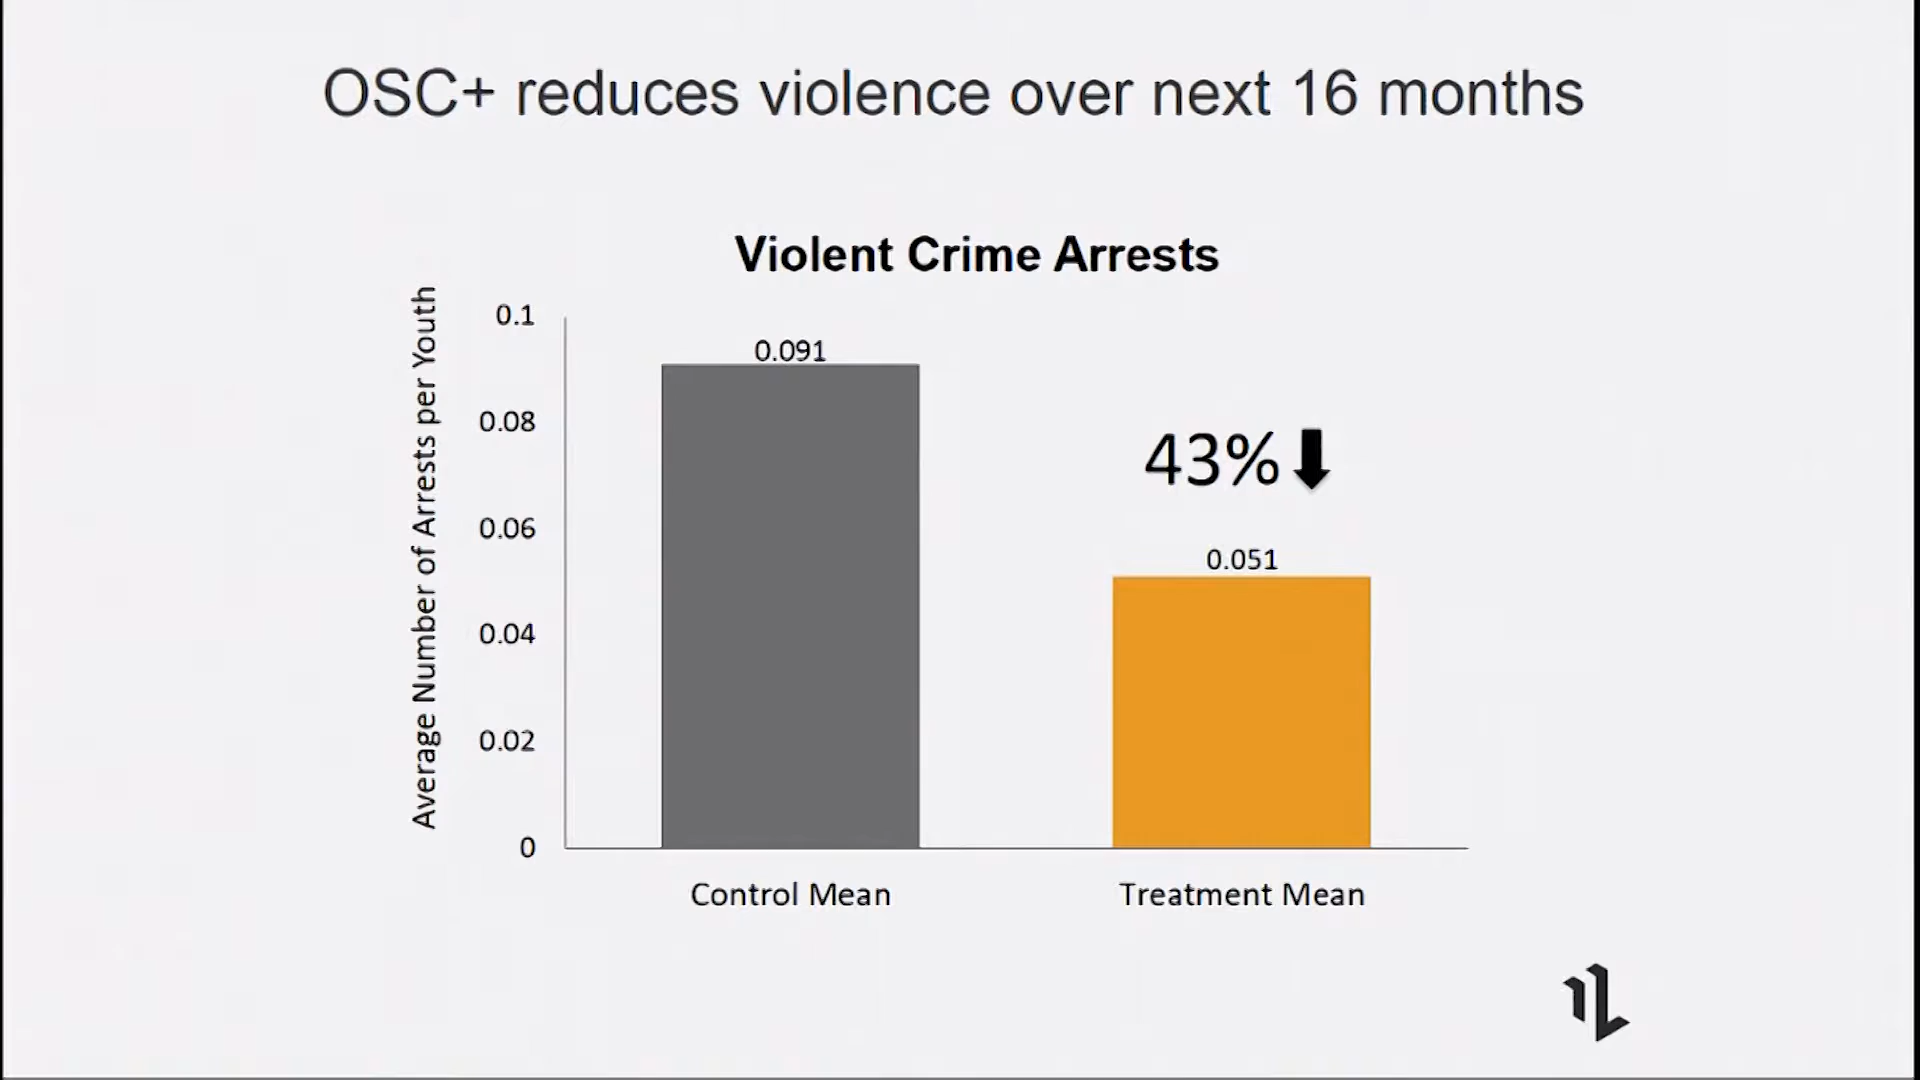 OSC+ reduces violence over next 16 months
Violent Crime Arrests
Average Number of Arrests per Youth
0.1
0.08
0.06
0.04
0.02
0
0.091
43%
0.051
Control Mean
Treatment Mean